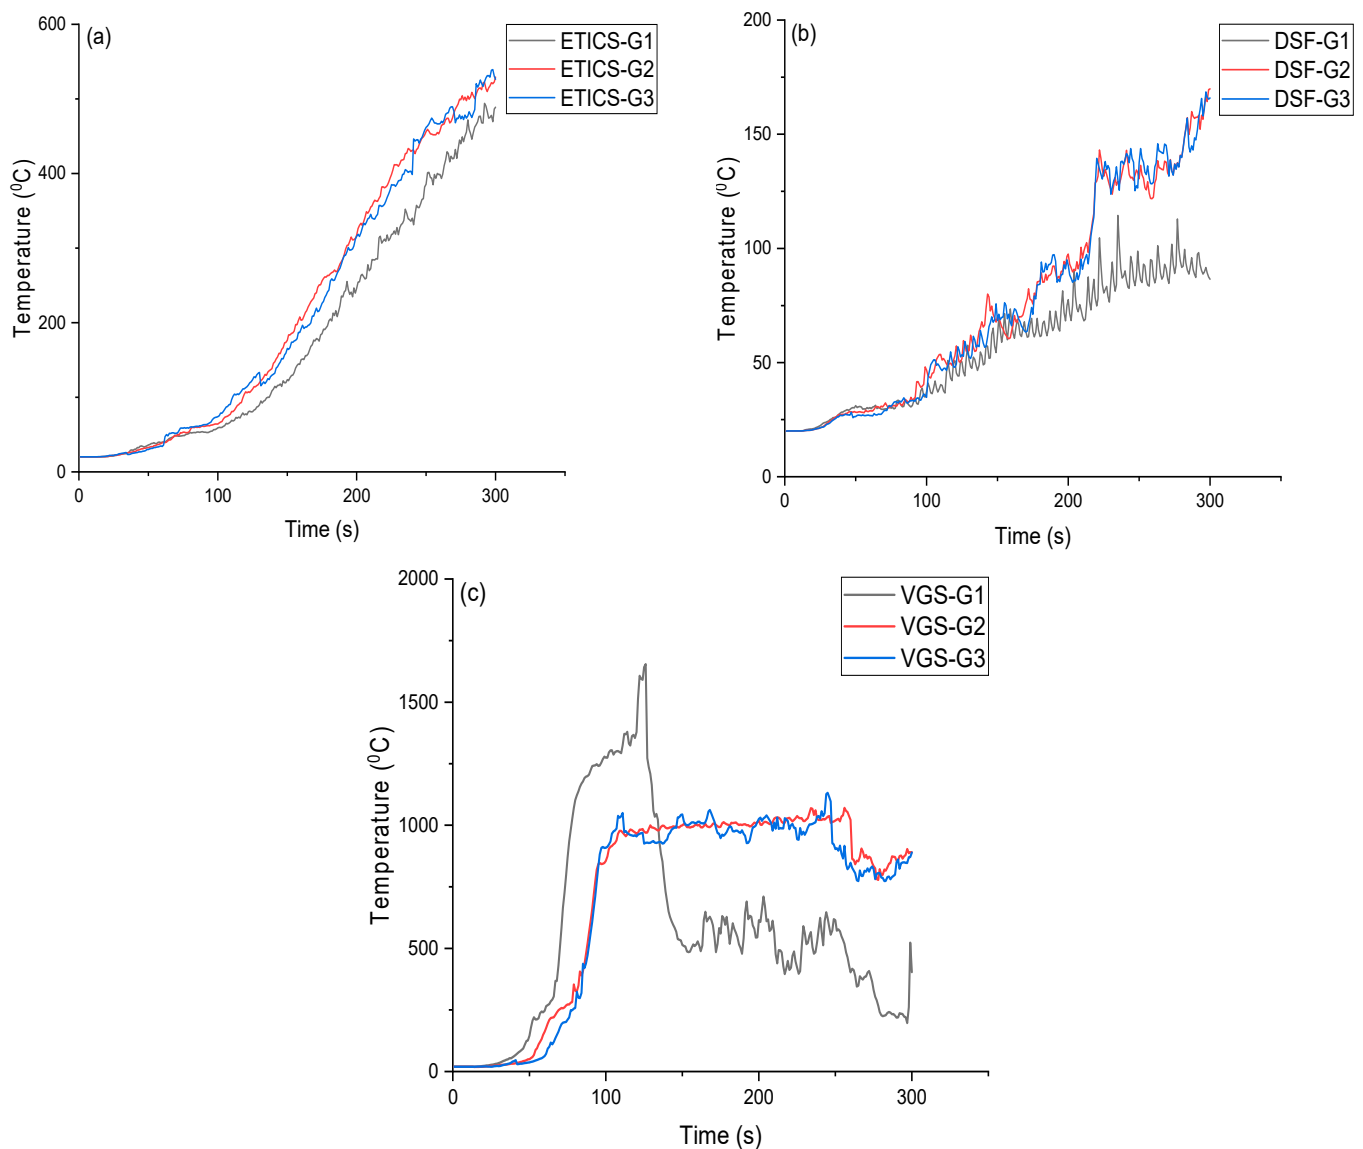 (a)
ETICS-G1
ETICS-G2
ETICS-G3
600
400
200
0
Temperature (⁰C)
0 100 200 300
Time (s)
(b)
DSF-G1
DSF-G2
DSF-G3
200
150
100
50
0
Temperature (⁰C)
0 100 200 300
Time (s)
(c)
VGS-G1
VGS-G2
VGS-G3
2000
1500
1000
500
0
Temperature (⁰C)
0 100 200 300
Time (s)